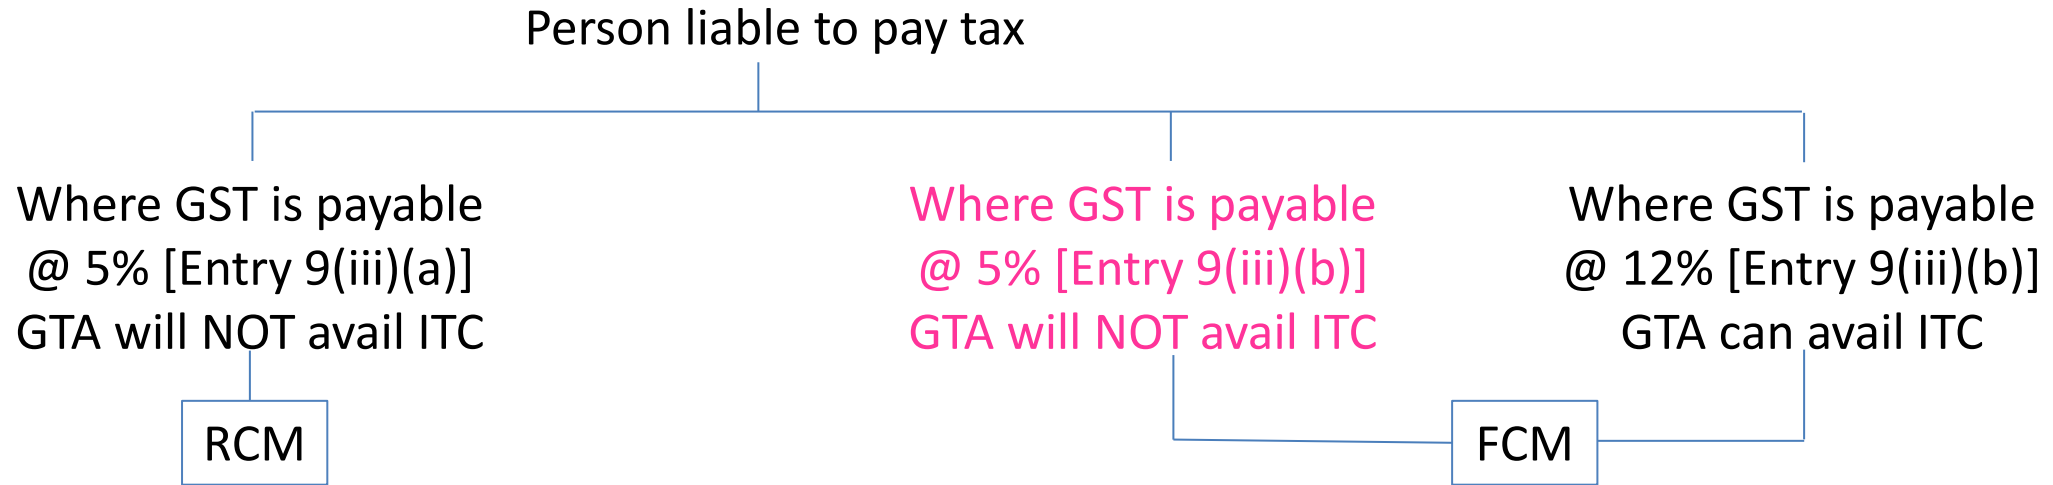 Person liable to pay tax
Where GST is payable
@ 5% [Entry 9(iii)(a)]
GTA will NOT avail ITC
RCM
Where GST is payable
@ 5% [Entry 9(iii)(b)]
GTA will NOT avail ITC
Where GST is payable
@ 12% [Entry 9(iii)(b)]
GTA can avail ITC
FCM